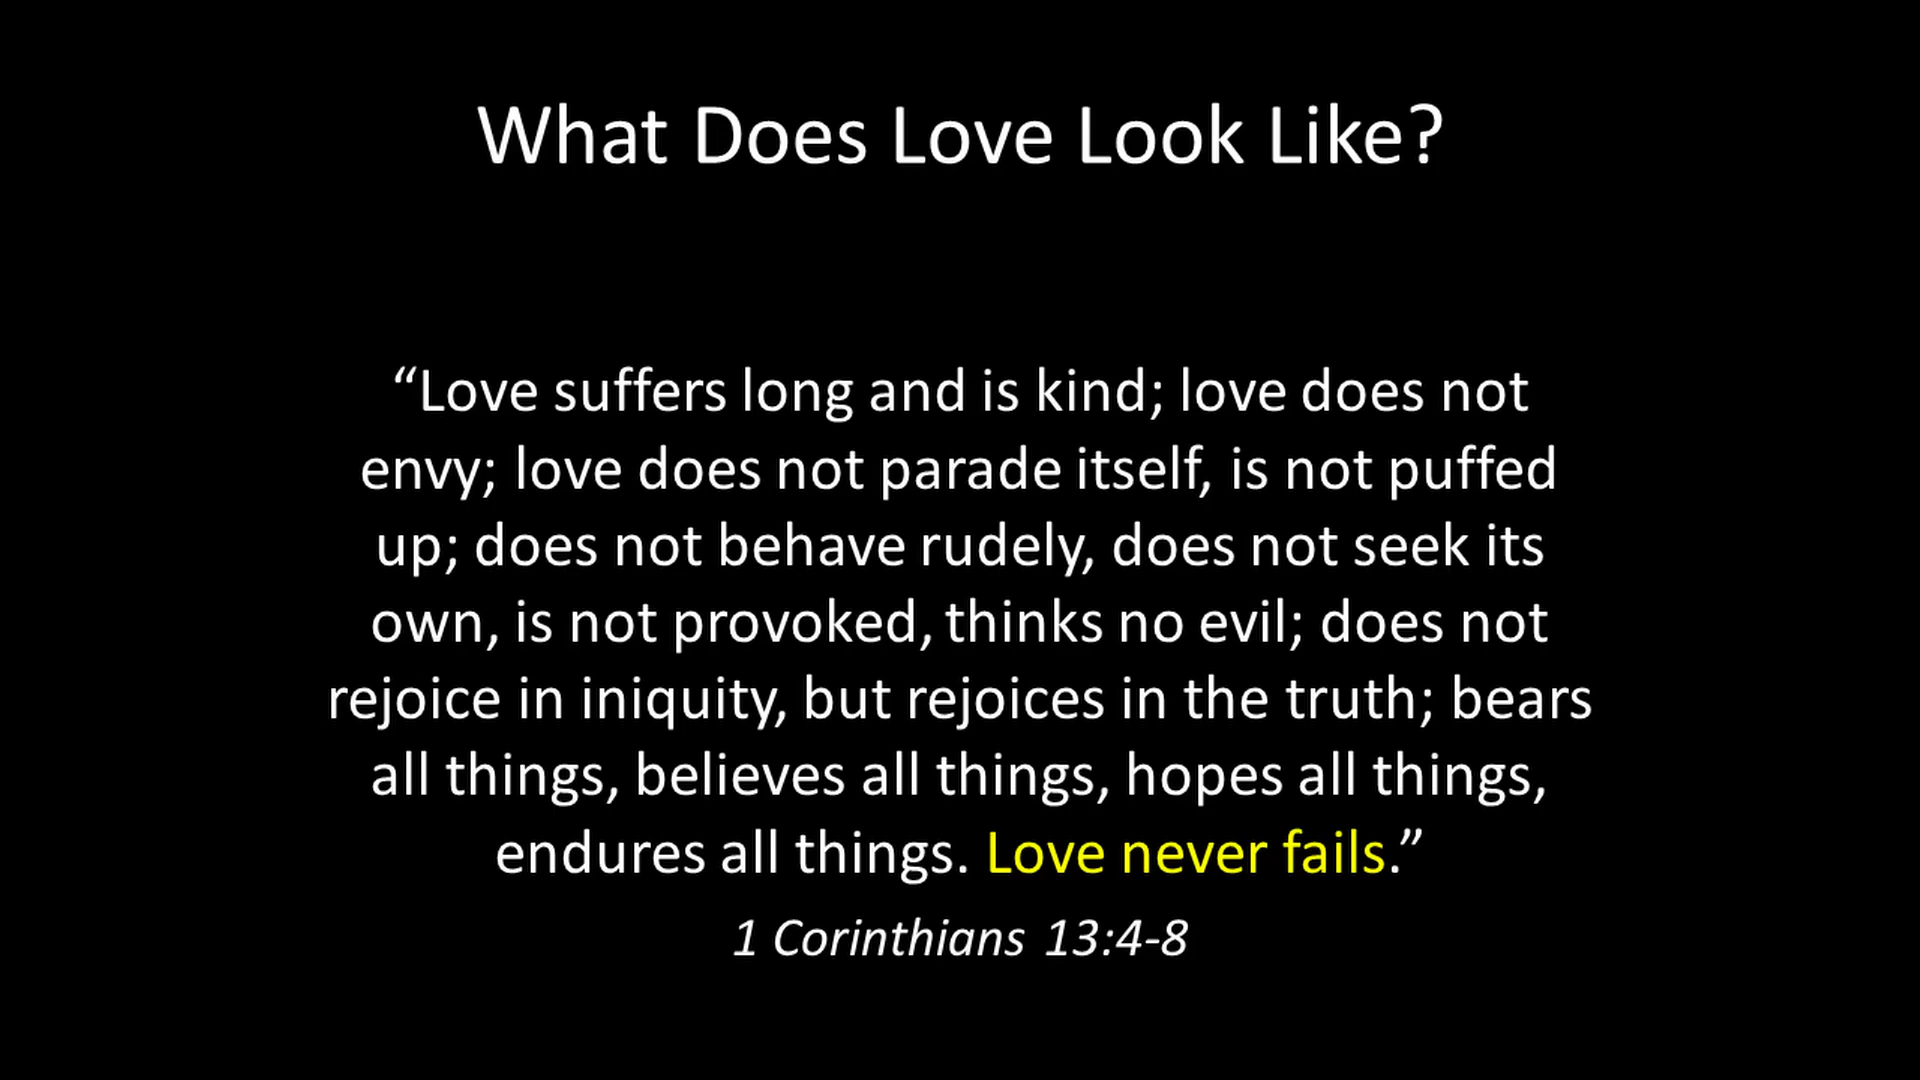 What Does Love Look Like?
“Love suffers long and is kind; love does not
envy; love does not parade itself, is not puffed
up; does not behave rudely, does not seek its
own, is not provoked, thinks no evil; does not
rejoice in iniquity, but rejoices in the truth; bears
all things, believes all things, hopes all things,
endures all things. Love never fails.”
1 Corinthians 13:4-8